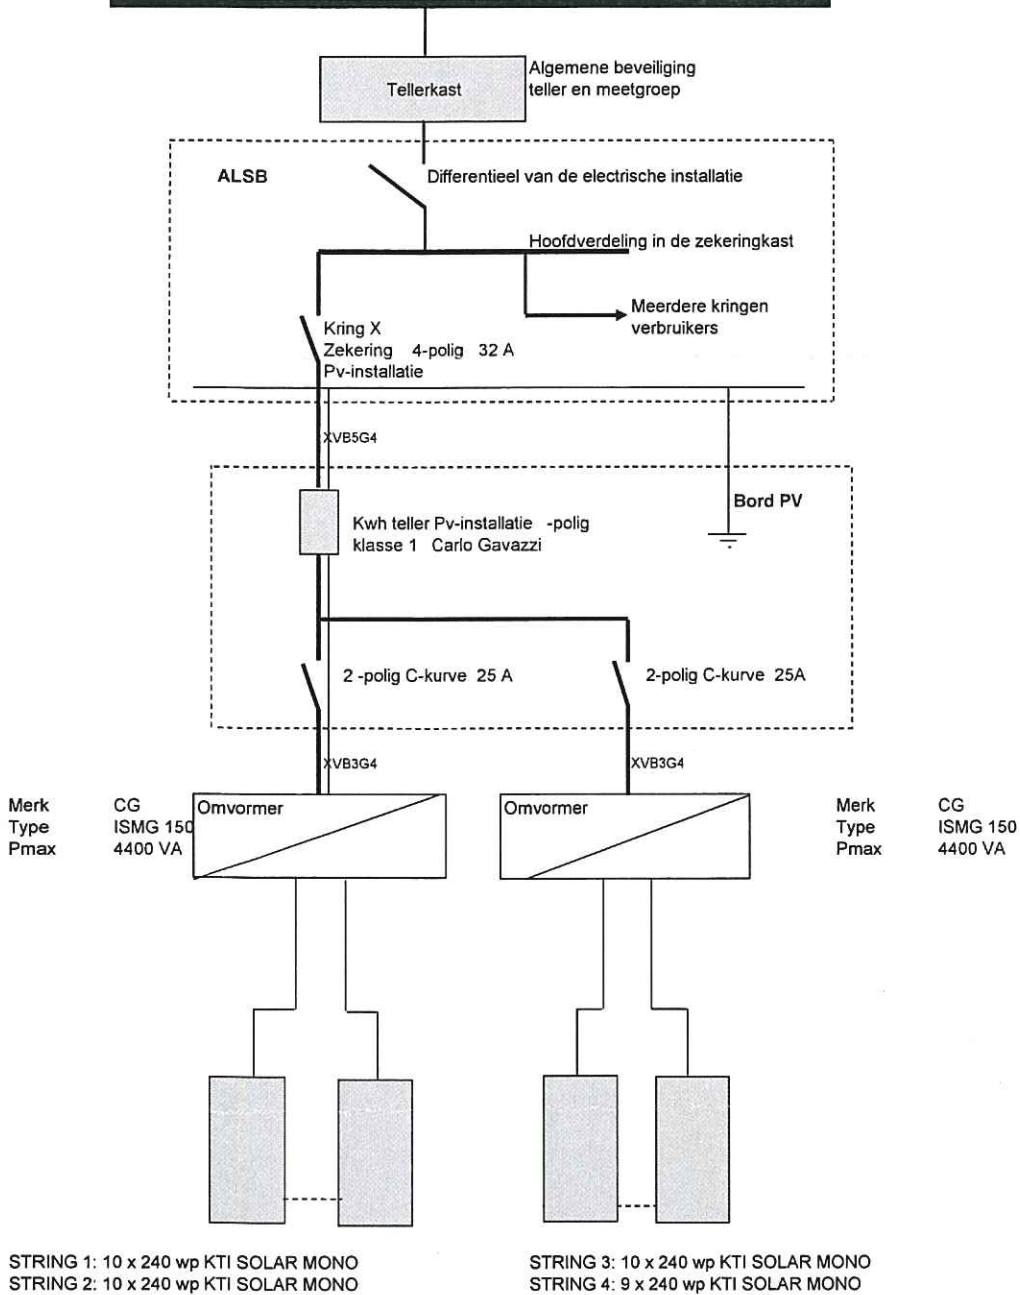 Tellerkast
Algemene beveiliging
teller en meetgroep
ALSB
Differentieel van de electrische installatie
Hoofdverdeling in de zekeringkast
Meerdere kringen
verbruikers
Kring X
Zekering 4-polig 32 A
Pv-installatie
XVB5G4
Bord PV
Kwh teller Pv-installatie -polig
klasse 1 Carlo Gavazzi
2 -polig C-kurve 25 A
2-polig C-kurve 25A
XVB3G4
XVB3G4
Merk CG
Type ISMG 150
Pmax 4400 VA
Omvormer
Omvormer
Merk CG
Type ISMG 150
Pmax 4400 VA
STRING 1: 10 x 240 wp KTI SOLAR MONO
STRING 2: 10 x 240 wp KTI SOLAR MONO
STRING 3: 10 x 240 wp KTI SOLAR MONO
STRING 4: 9 x 240 wp KTI SOLAR MONO